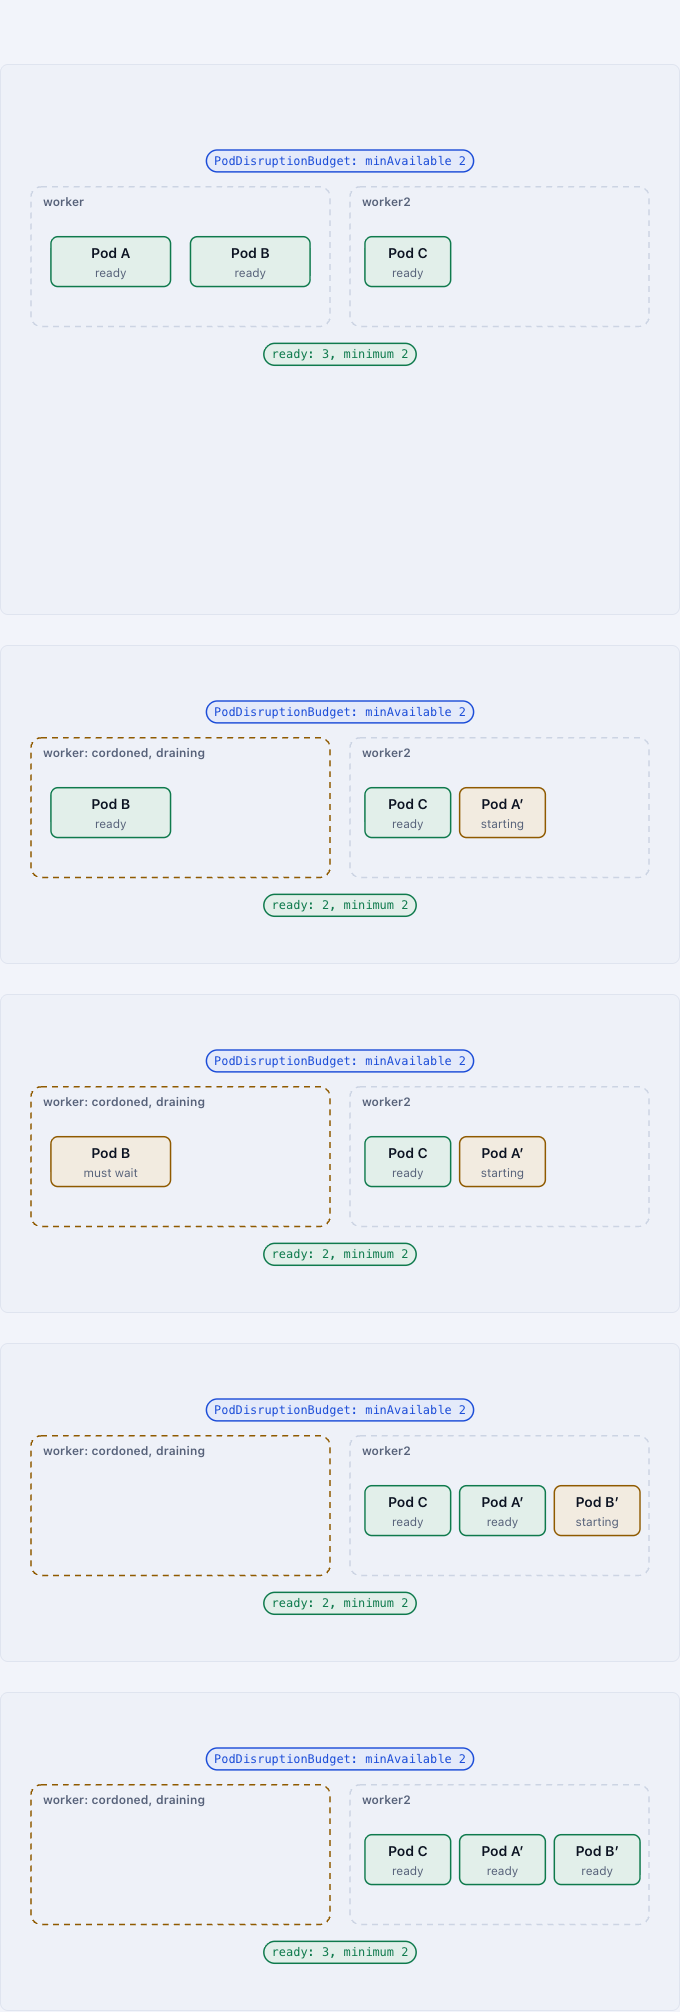 PodDisruptionBudget: minAvailable 2
worker
worker2
Pod A
ready
Pod B
ready
Pod C
ready
ready: 3, minimum 2
PodDisruptionBudget: minAvailable 2
worker: cordoned, draining
worker2
Pod B
ready
Pod C
ready
Pod A’
starting
ready: 2, minimum 2
PodDisruptionBudget: minAvailable 2
worker: cordoned, draining
worker2
Pod B
must wait
Pod C
ready
Pod A’
starting
ready: 2, minimum 2
PodDisruptionBudget: minAvailable 2
worker: cordoned, draining
worker2
Pod C
ready
Pod A’
ready
Pod B’
starting
ready: 2, minimum 2
PodDisruptionBudget: minAvailable 2
worker: cordoned, draining
worker2
Pod C
ready
Pod A’
ready
Pod B’
ready
ready: 3, minimum 2